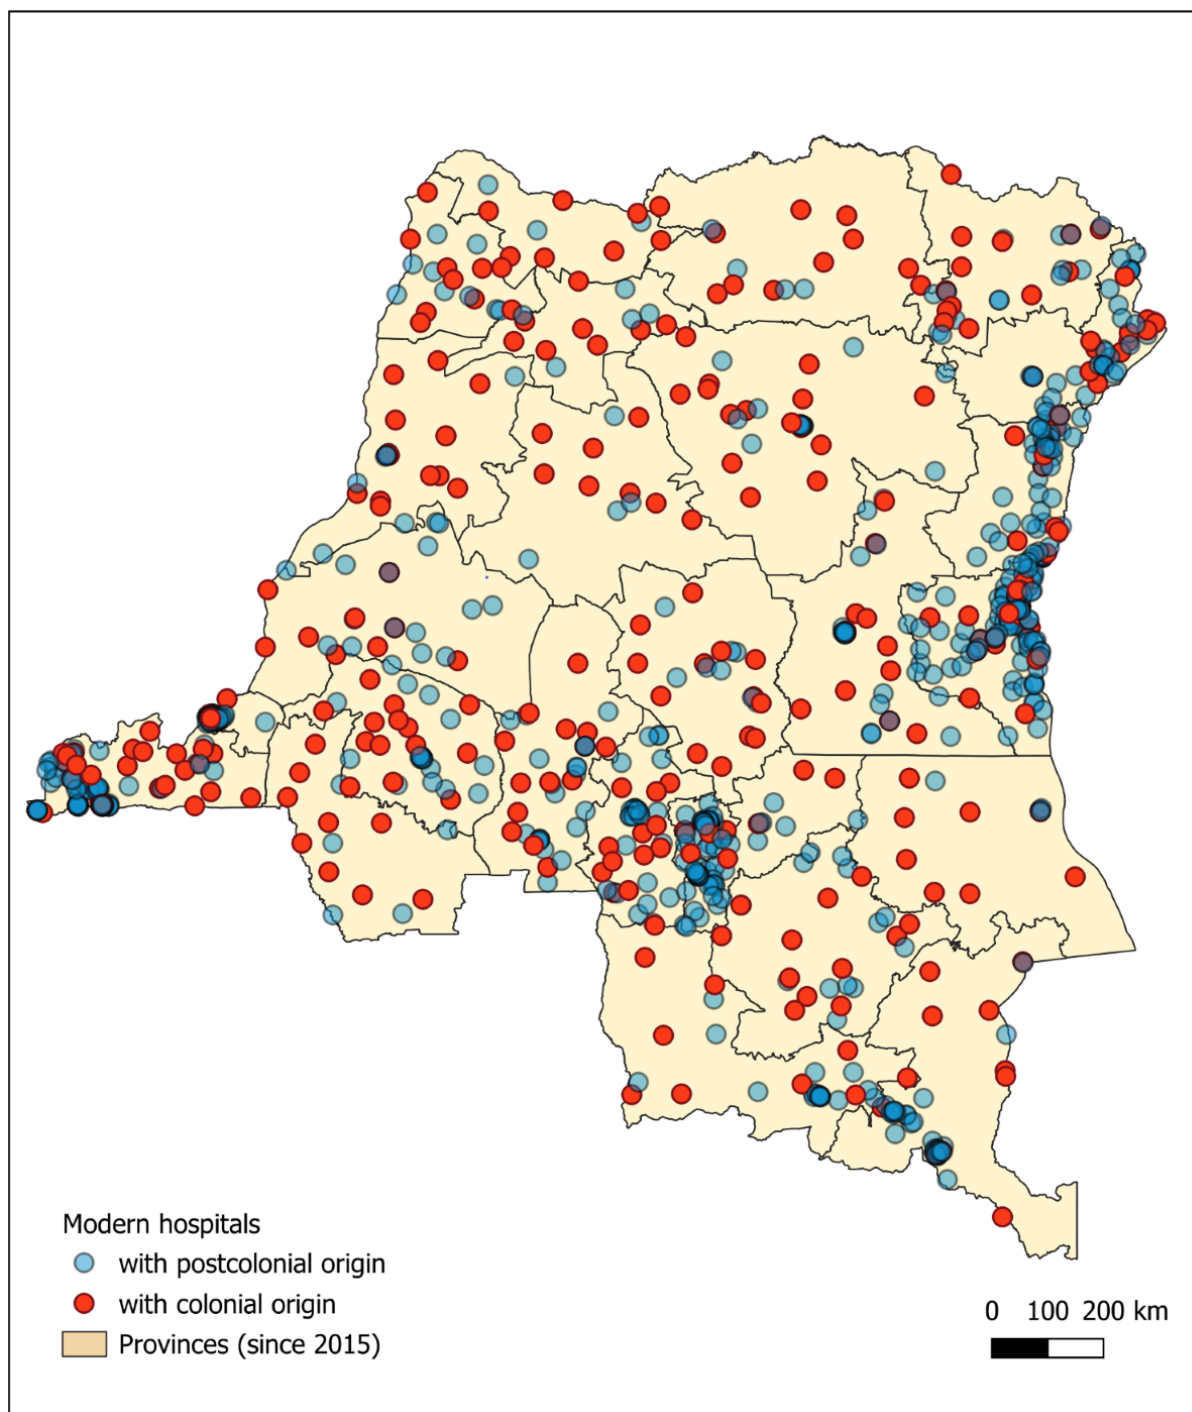 Modern hospitals
with postcolonial origin
with colonial origin
Provinces (since 2015)
0 100 200 km